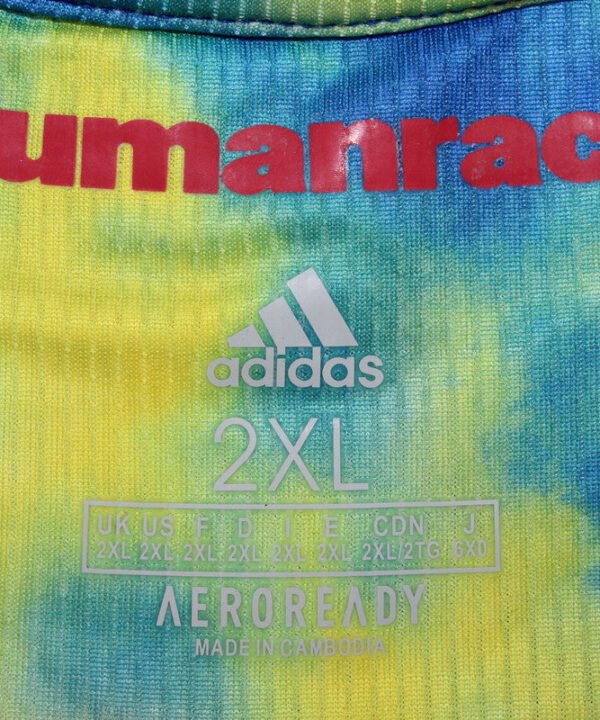 umanrac
adidas
2XL
UK US F D I E CDN J
2XL 2XL 2XL 2XL 2XL 2XL 2XL/2TG 6XO
AEROREADY
MADE IN CAMBODIA